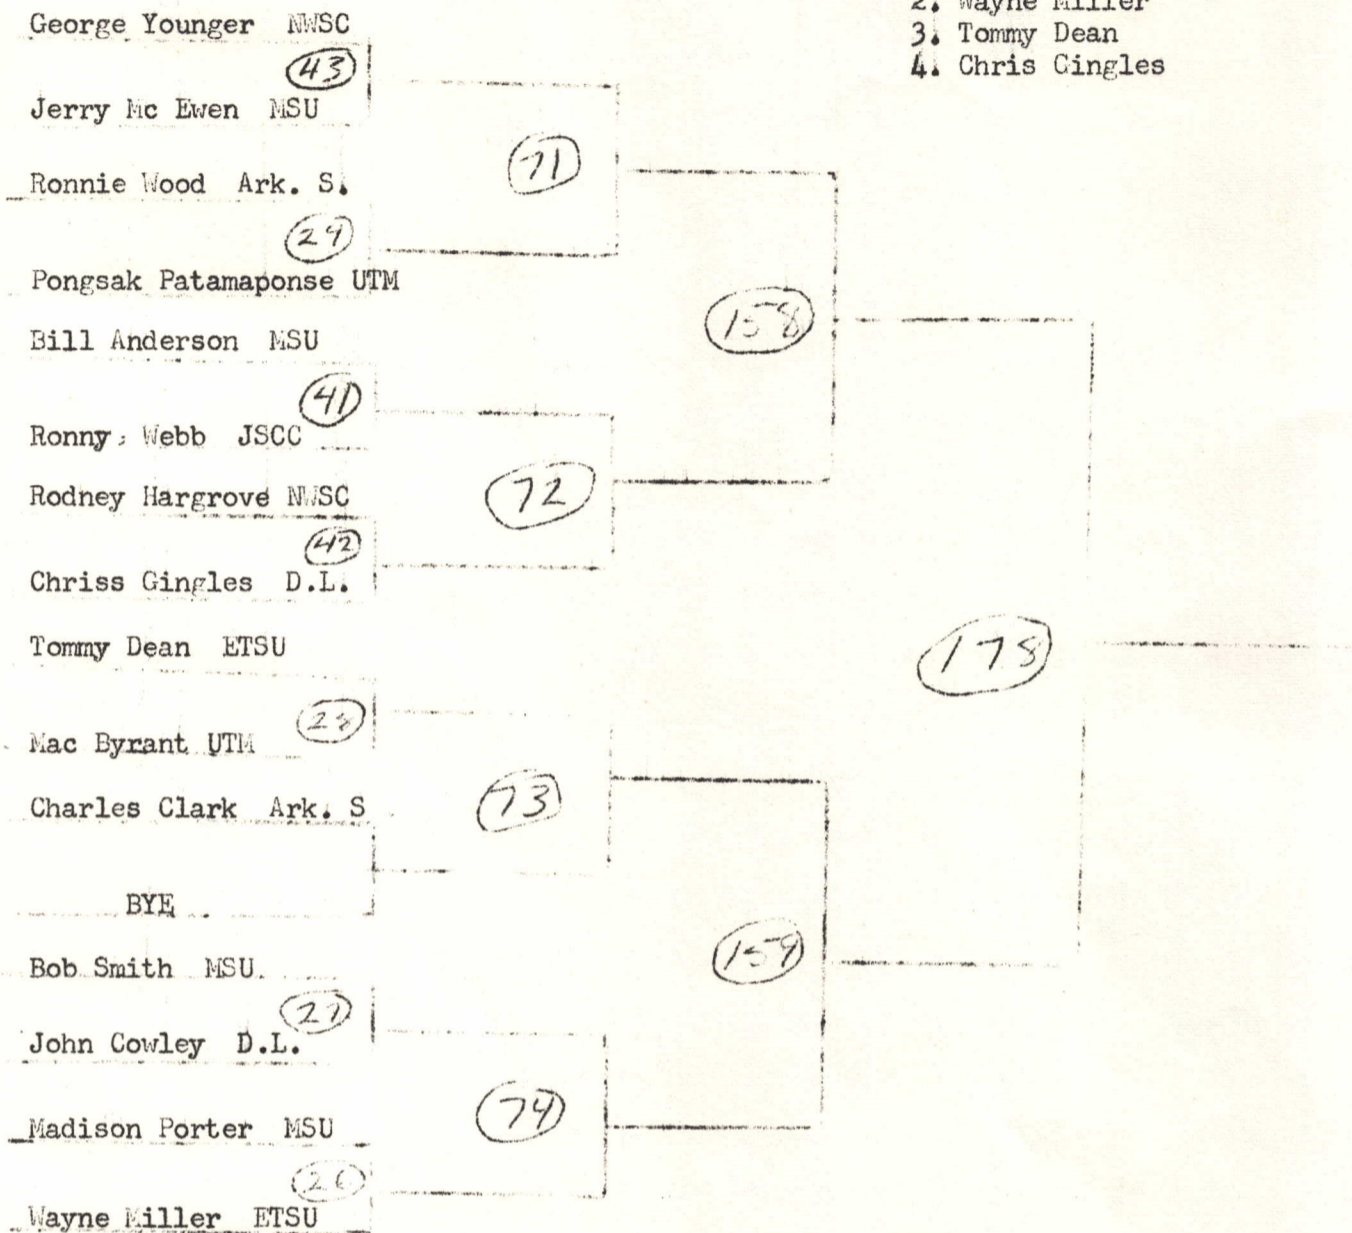 George Younger NWSC
43
Jerry Mc Ewen MSU
71
Ronnie Wood Ark. S.
29
Pongsak Patamaponse UTM
158
Bill Anderson MSU
41
Ronny Webb JSCC
72
Rodney Hargrove NWSC
42
Chriss Gingles D.L.
178
Tommy Dean ETSU
28
Mac Byrant UTM
73
Charles Clark Ark. S
BYE
159
Bob Smith MSU
27
John Cowley D.L.
74
Madison Porter MSU
26
Wayne Miller ETSU
2. Wayne Miller
3. Tommy Dean
4. Chris Gingles